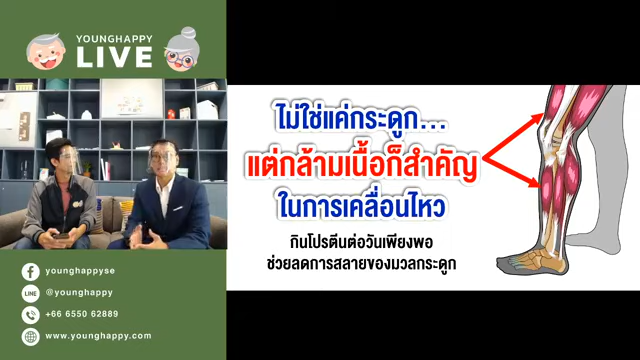 YOUNGHAPPY
LIVE
ไม่ใช่แค่กระดูก...
แต่กล้ามเนื้อก็สำคัญ
ในการเคลื่อนไหว
กินโปรตีนต่อวันเพียงพอ
ช่วยลดการสลายของมวลกระดูก
younghappyse
LINE
@younghappy
+66 6550 62889
www.younghappy.com